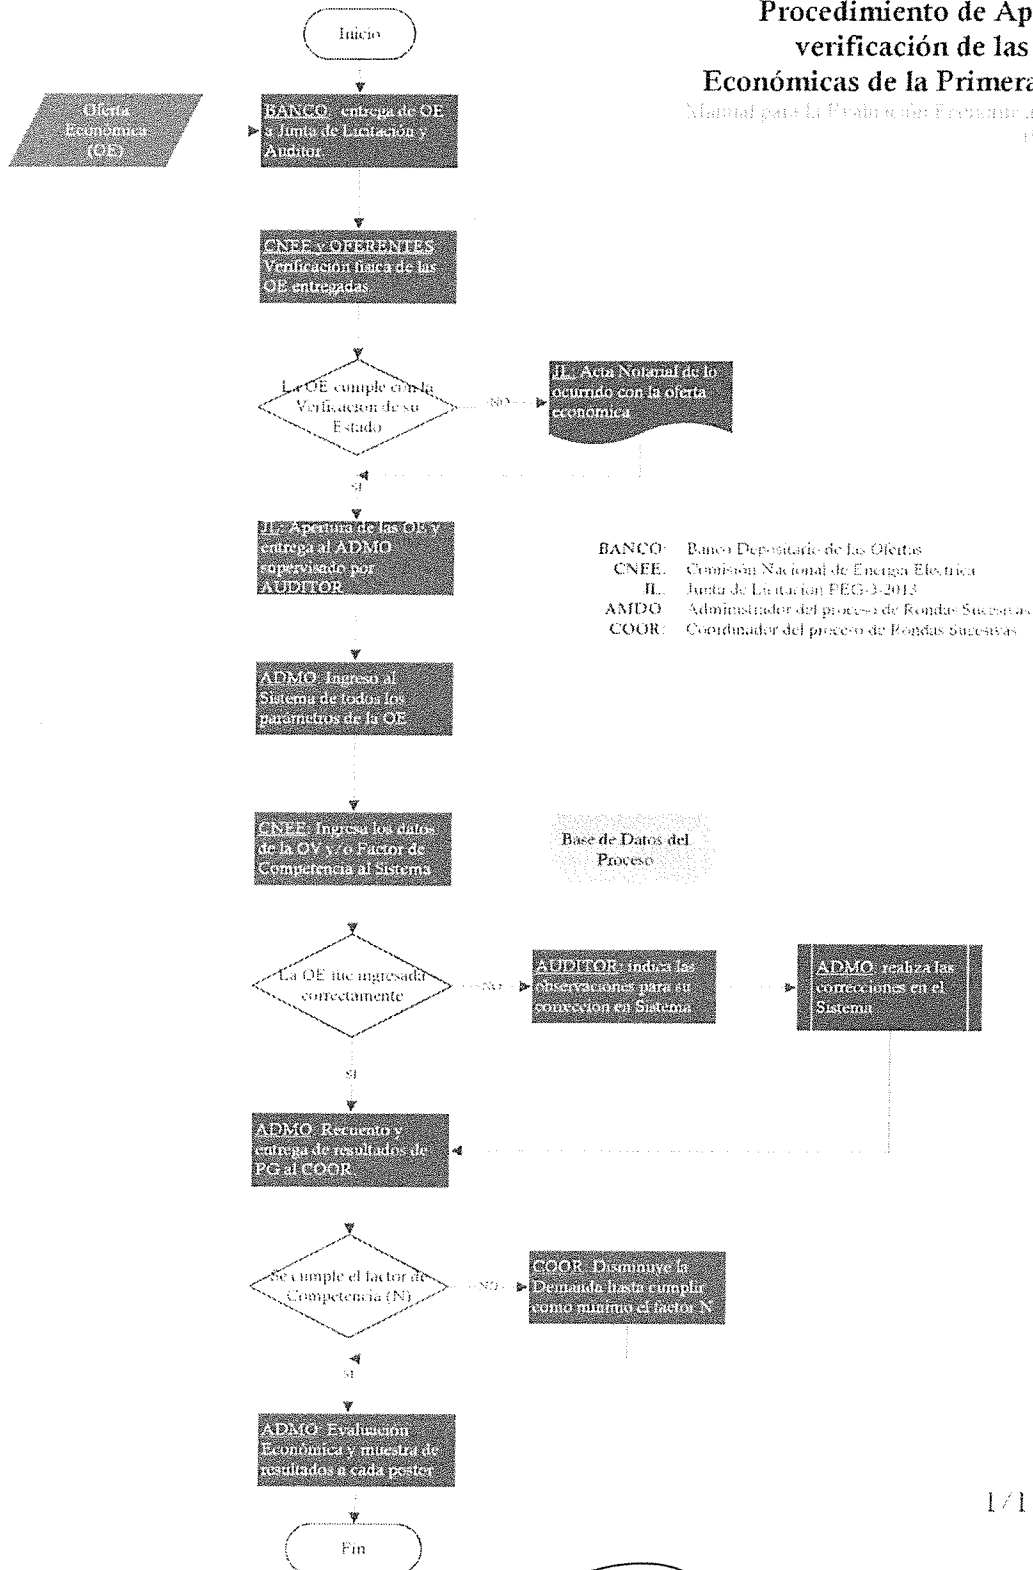 Procedimiento de Ap
verificación de las
Económicas de la Primera
Manual para la Evaluación Económica
Inicio
Oferta
Económica
(OE)
BANCO: entrega de OE
a Junta de Licitación y
Auditor
CNEE y OFERENTES
Verificación física de las
OE entregadas
La OE cumple con la
Verificación de su
Estado
NO
JL: Acta Notarial de lo
ocurrido con la oferta
económica
SI
JL: Apertura de las OE y
entrega al ADMO
supervisado por
AUDITOR
BANCO: Banco Depositario de las Ofertas
CNEE: Comisión Nacional de Energía Eléctrica
JL: Junta de Licitación PEG-3-2013
AMDO Administrador del proceso de Rondas Sucesivas
COOR: Coordinador del proceso de Rondas Sucesivas
ADMO: Ingreso al
Sistema de todos los
parámetros de la OE
CNEE: Ingresa los datos
de la OV y/o Factor de
Competencia al Sistema
Base de Datos del
Proceso
La OE fue ingresada
correctamente
NO
AUDITOR: indica las
observaciones para su
corrección en Sistema
ADMO: realiza las
correcciones en el
Sistema
SI
ADMO: Recuento y
entrega de resultados de
PG al COOR.
Se cumple el factor de
Competencia (N)
NO
COOR: Disminuye la
Demanda hasta cumplir
como mínimo el factor N
SI
ADMO: Evaluación
Económica y muestra de
resultados a cada postor
1/1
Fin